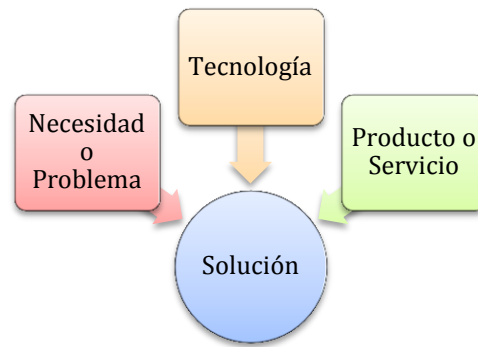 Tecnología
Necesidad
o
Problema
Producto o
Servicio
Solución